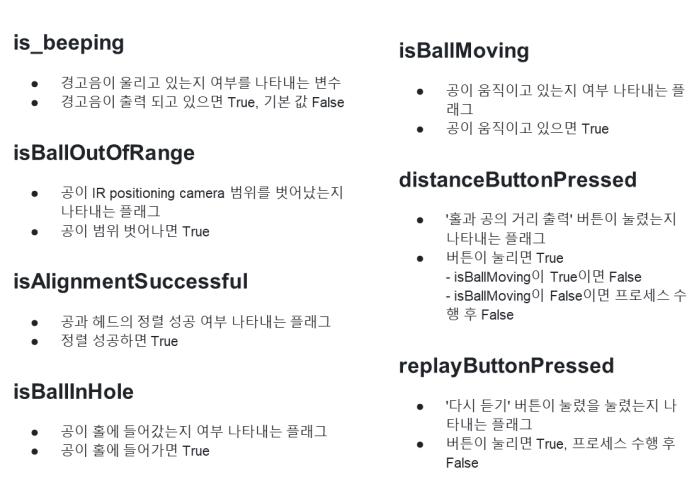 is_beeping
● 경고음이 울리고 있는지 여부를 나타내는 변수
● 경고음이 출력 되고 있으면 True, 기본 값 False
isBallOutOfRange
● 공이 IR positioning camera 범위를 벗어났는지
나타내는 플래그
● 공이 범위 벗어나면 True
isAlignmentSuccessful
● 공과 헤드의 정렬 성공 여부 나타내는 플래그
● 정렬 성공하면 True
isBallInHole
● 공이 홀에 들어갔는지 여부 나타내는 플래그
● 공이 홀에 들어가면 True
isBallMoving
● 공이 움직이고 있는지 여부 나타내는 플
래그
● 공이 움직이고 있으면 True
distanceButtonPressed
● '홀과 공의 거리 출력' 버튼이 눌렸는지
나타내는 플래그
● 버튼이 눌리면 True
- isBallMoving이 True이면 False
- isBallMoving이 False이면 프로세스 수
행 후 False
replayButtonPressed
● '다시 듣기' 버튼이 눌렸을 눌렸는지 나
타내는 플래그
● 버튼이 눌리면 True, 프로세스 수행 후
False